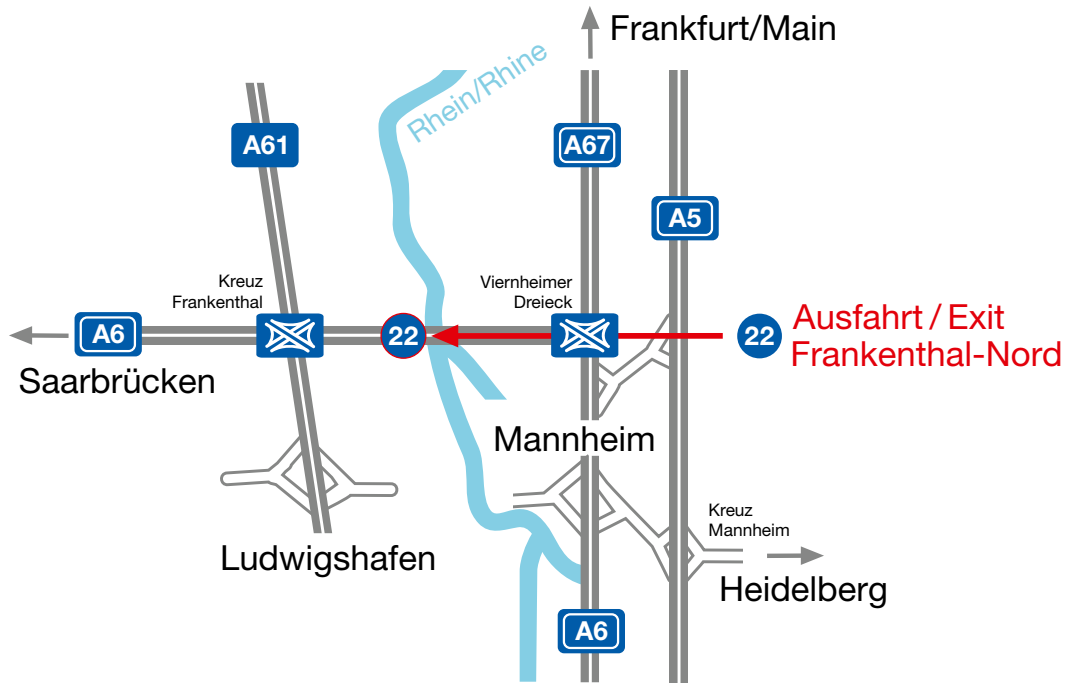 Frankfurt/Main
Rhein/Rhine
A61
A67
A5
Kreuz
Frankenthal
Viernheimer
Dreieck
A6
22
22
Ausfahrt / Exit
Frankenthal-Nord
Saarbrücken
Mannheim
Kreuz
Mannheim
Ludwigshafen
Heidelberg
A6